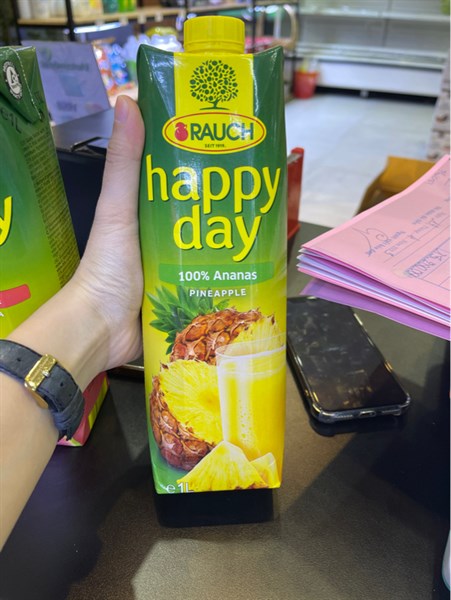 RAUCH
SEIT 1919.
happy
day
100% Ananas
PINEAPPLE
e 1L
y